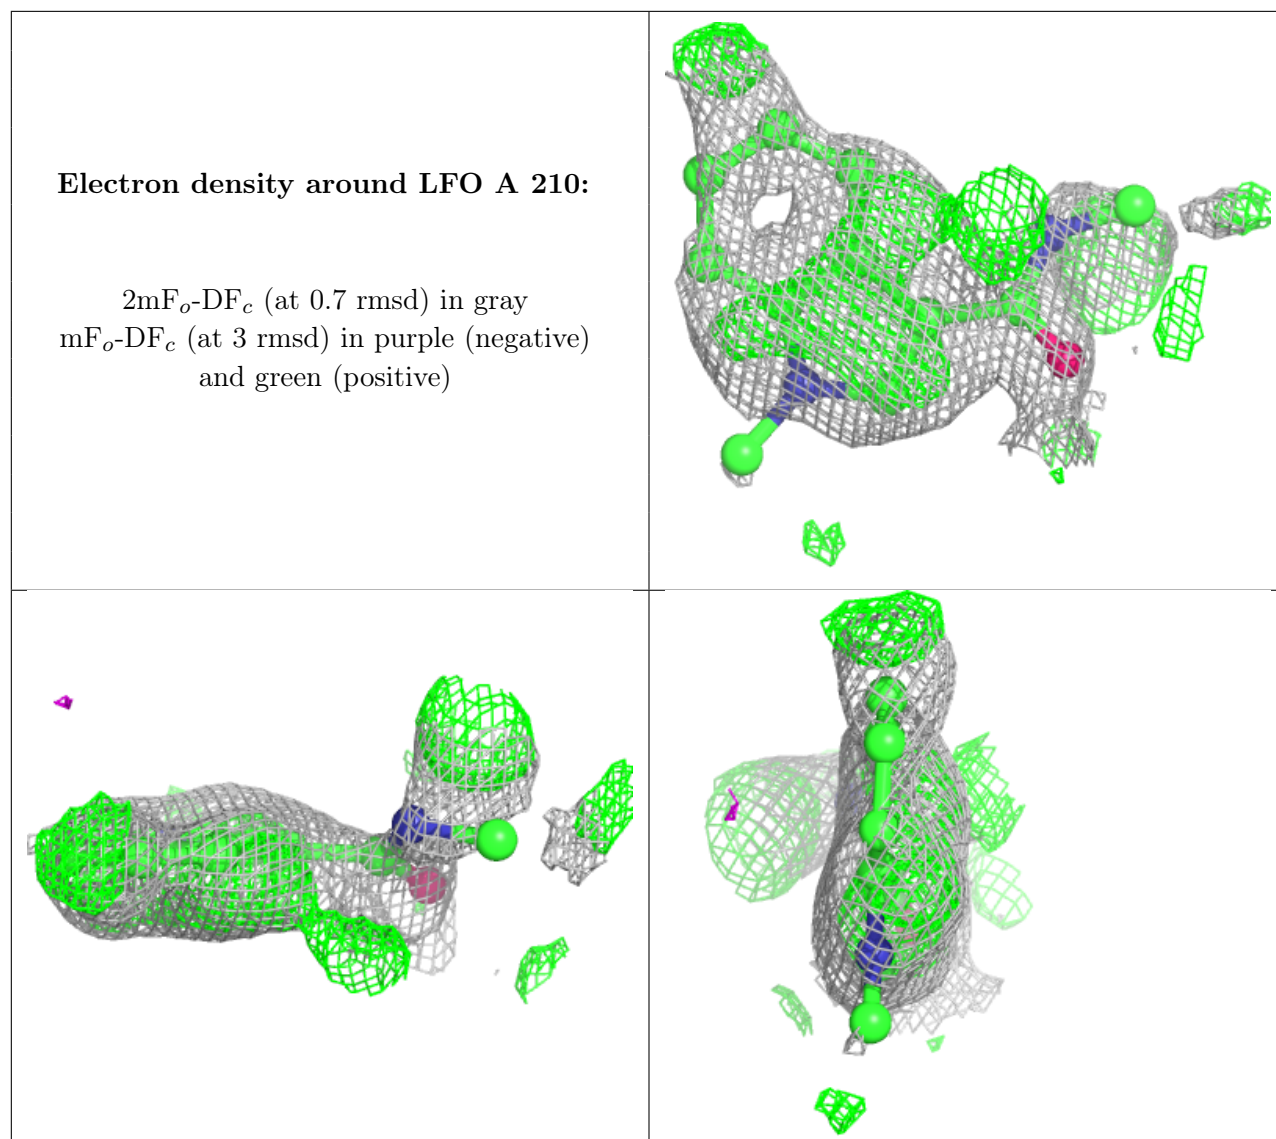 Electron density around LFO A 210:
2mFo-DFc (at 0.7 rmsd) in gray
mFo-DFc (at 3 rmsd) in purple (negative)
and green (positive)